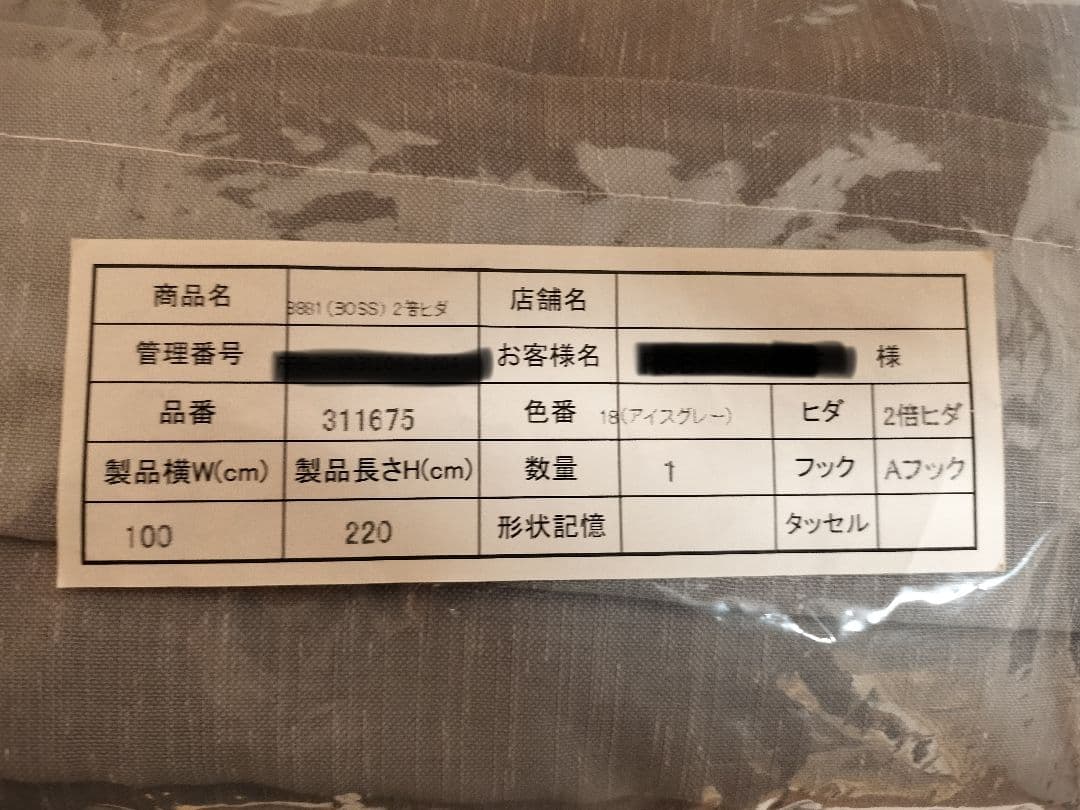 商品名 8881(BOSS)2倍ヒダ 店舗名
管理番号 お客様名 様
品番 311675 色番 18(アイスグレー) ヒダ 2倍ヒダ
製品横W(cm) 製品長さH(cm) 数量 1 フック Aフック
100 220 形状記憶 タッセル